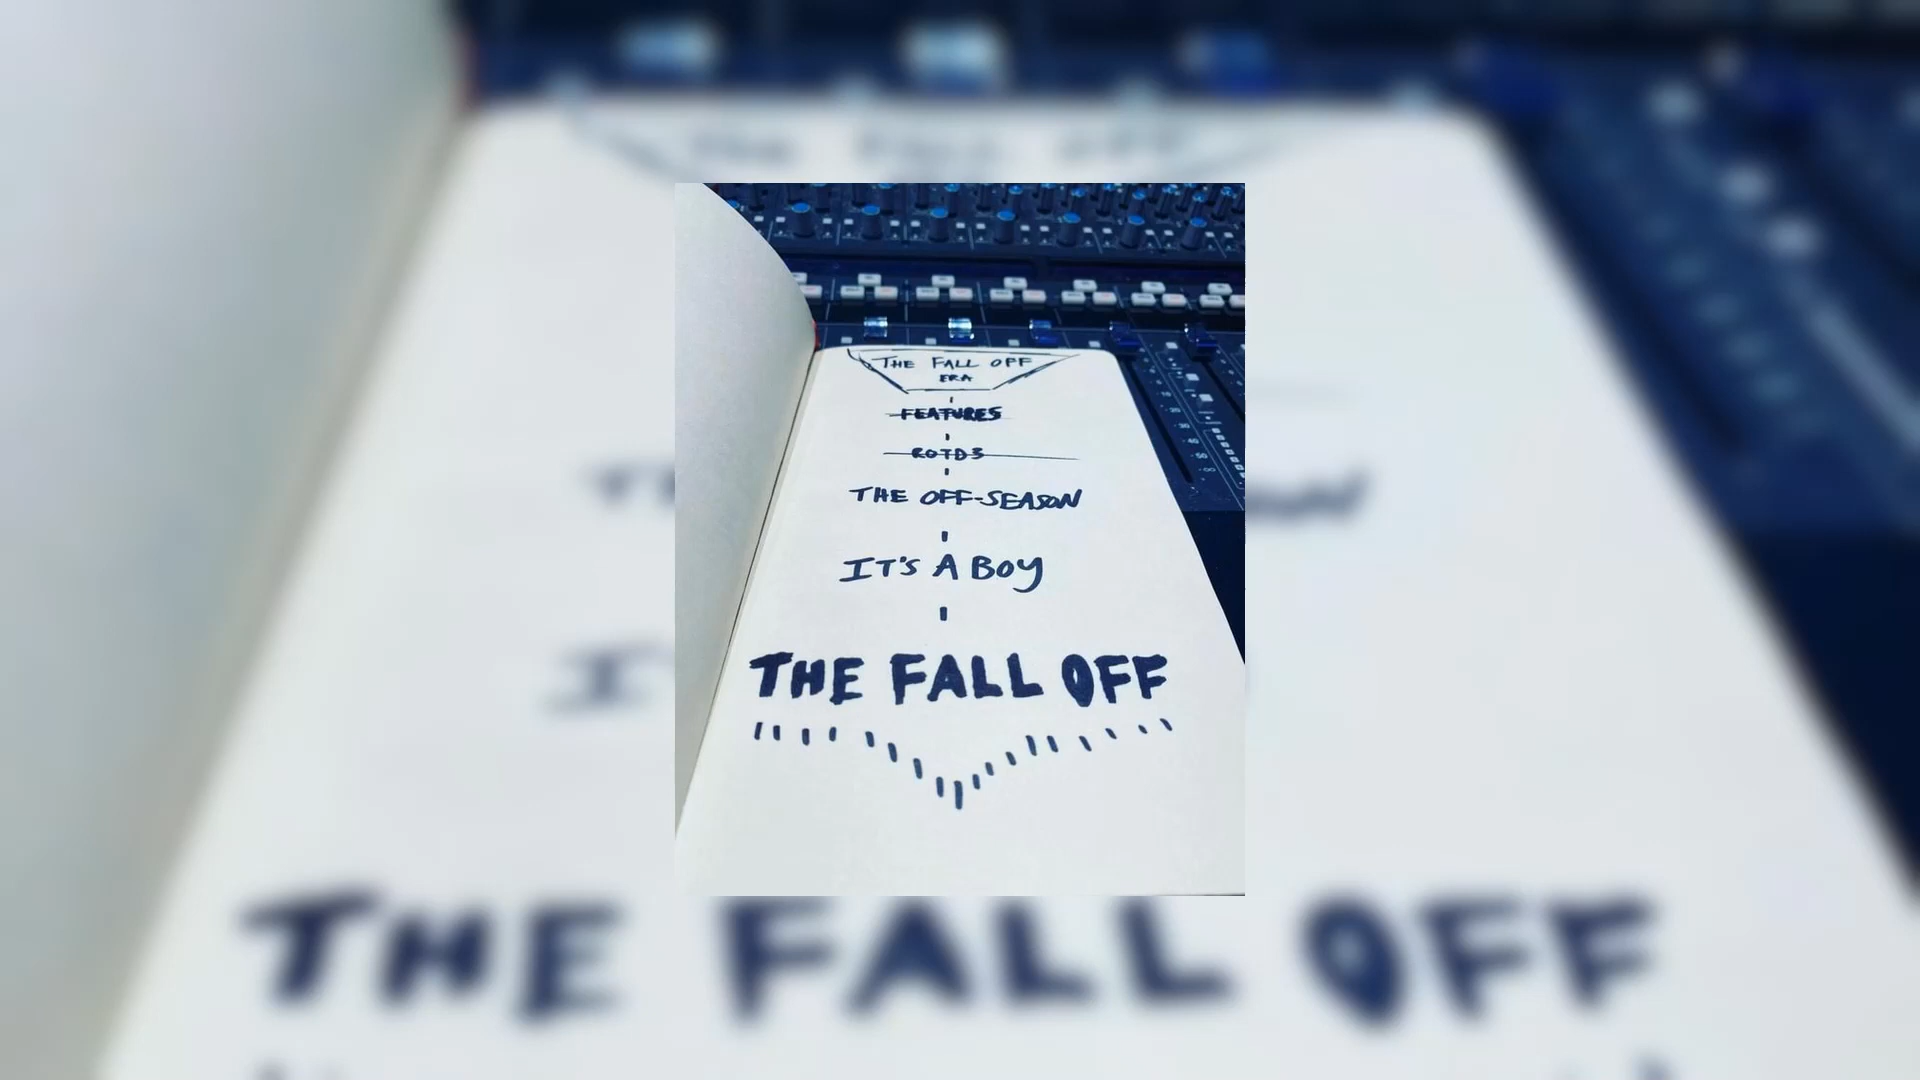 THE FALL OFF
ERA
FEATURES
ROTD3
THE OFF-SEASON
IT'S A BOY
THE FALL OFF